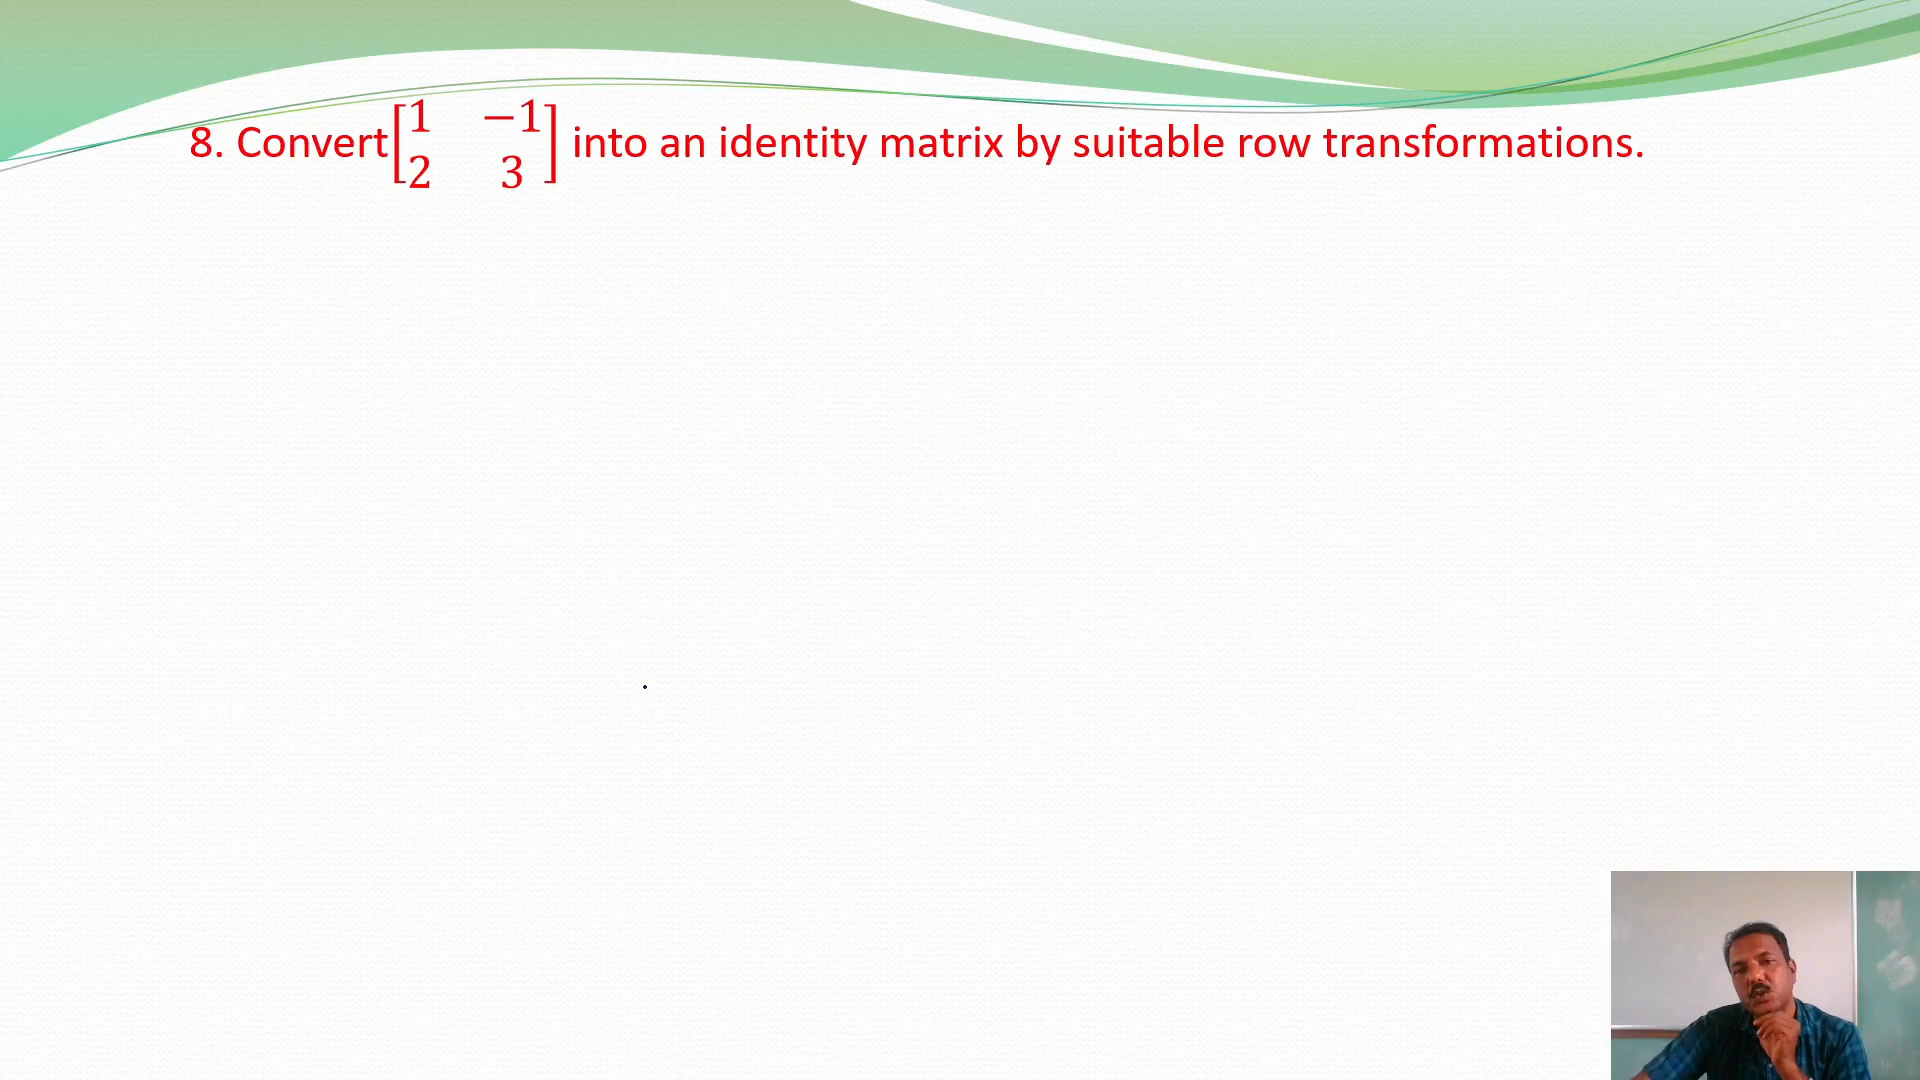 8. Convert [1 −1 2 3] into an identity matrix by suitable row transformations.